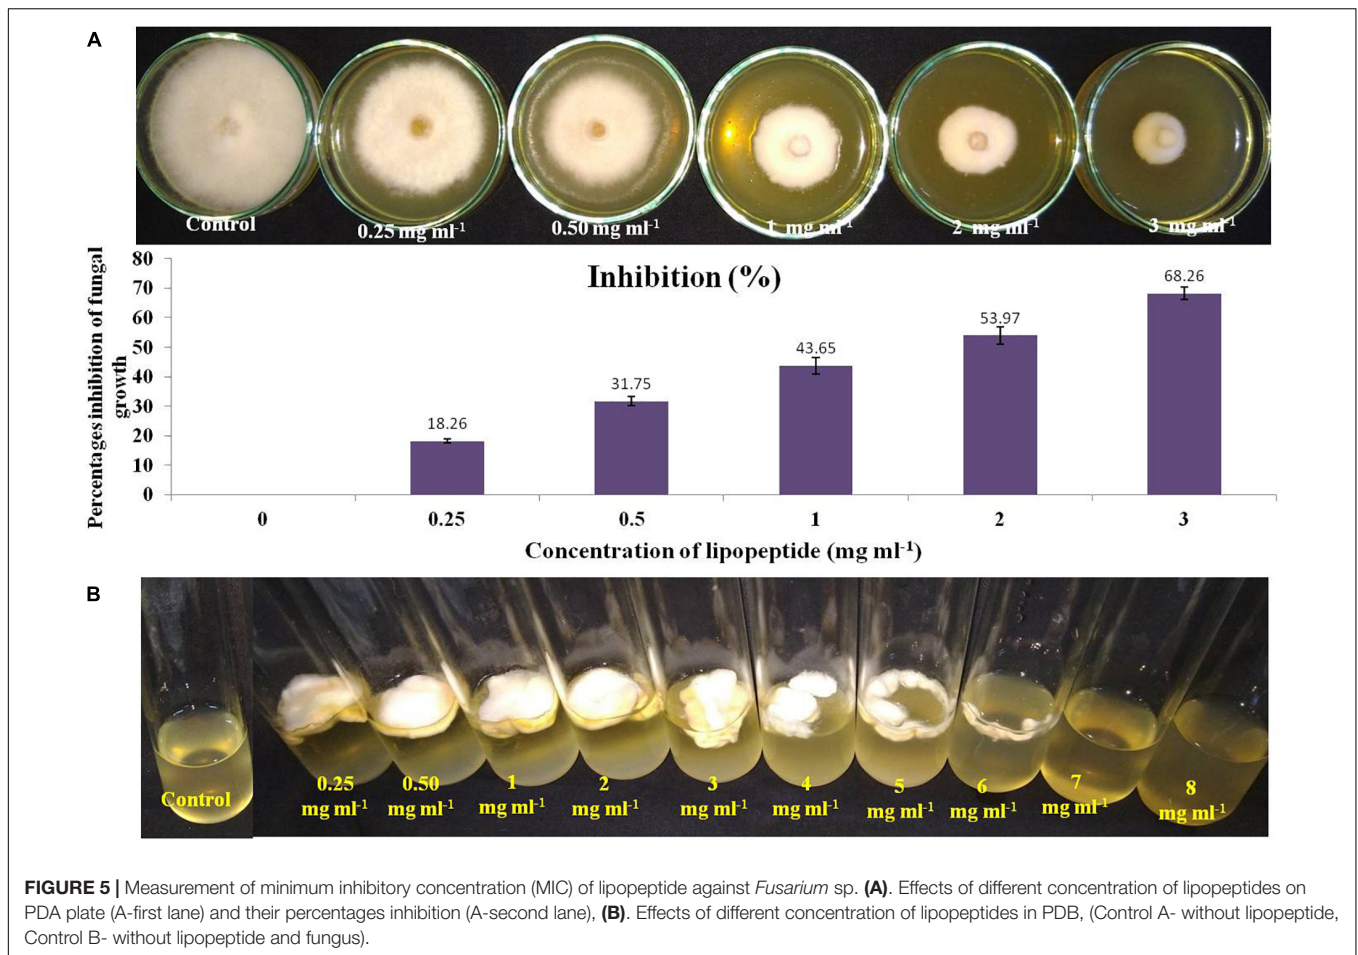 A
Control
0.25 mg ml-1
0.50 mg ml-1
1 mg ml-1
2 mg ml-1
3 mg ml-1
Inhibition (%)
Percentages inhibition of fungal
growth
80
70
60
50
40
30
20
10
0
18.26
31.75
43.65
53.97
68.26
0
0.25
0.5
1
2
3
Concentration of lipopeptide (mg ml-1)
B
Control
0.25
mg ml-1
0.50
mg ml-1
1
mg ml-1
2
mg ml-1
3
mg ml-1
4
mg ml-1
5
mg ml-1
6
mg ml-1
7
mg ml-1
8
mg ml-1
FIGURE 5 | Measurement of minimum inhibitory concentration (MIC) of lipopeptide against Fusarium sp. (A). Effects of different concentration of lipopeptides on
PDA plate (A-first lane) and their percentages inhibition (A-second lane), (B). Effects of different concentration of lipopeptides in PDB, (Control A- without lipopeptide,
Control B- without lipopeptide and fungus).